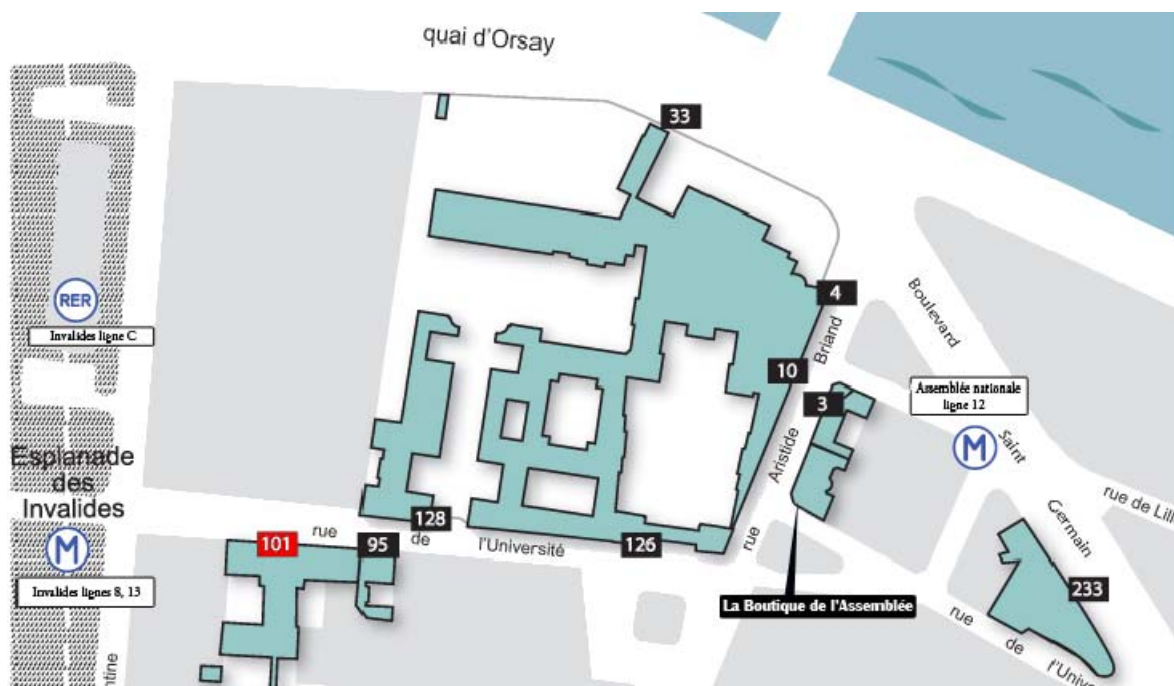 quai d'Orsay
33
RER
Invalides ligne C
4
Boulevard
Briand
10
Assemblée nationale
ligne 12
3
M
Saint
Aristide
Esplanade
des
Invalides
rue de Lill
128
rue
de
l'Université
126
rue
Germain
M
101
95
Invalides lignes 8, 13
La Boutique de l'Assemblée
233
rue
de
l'Unive
ntine